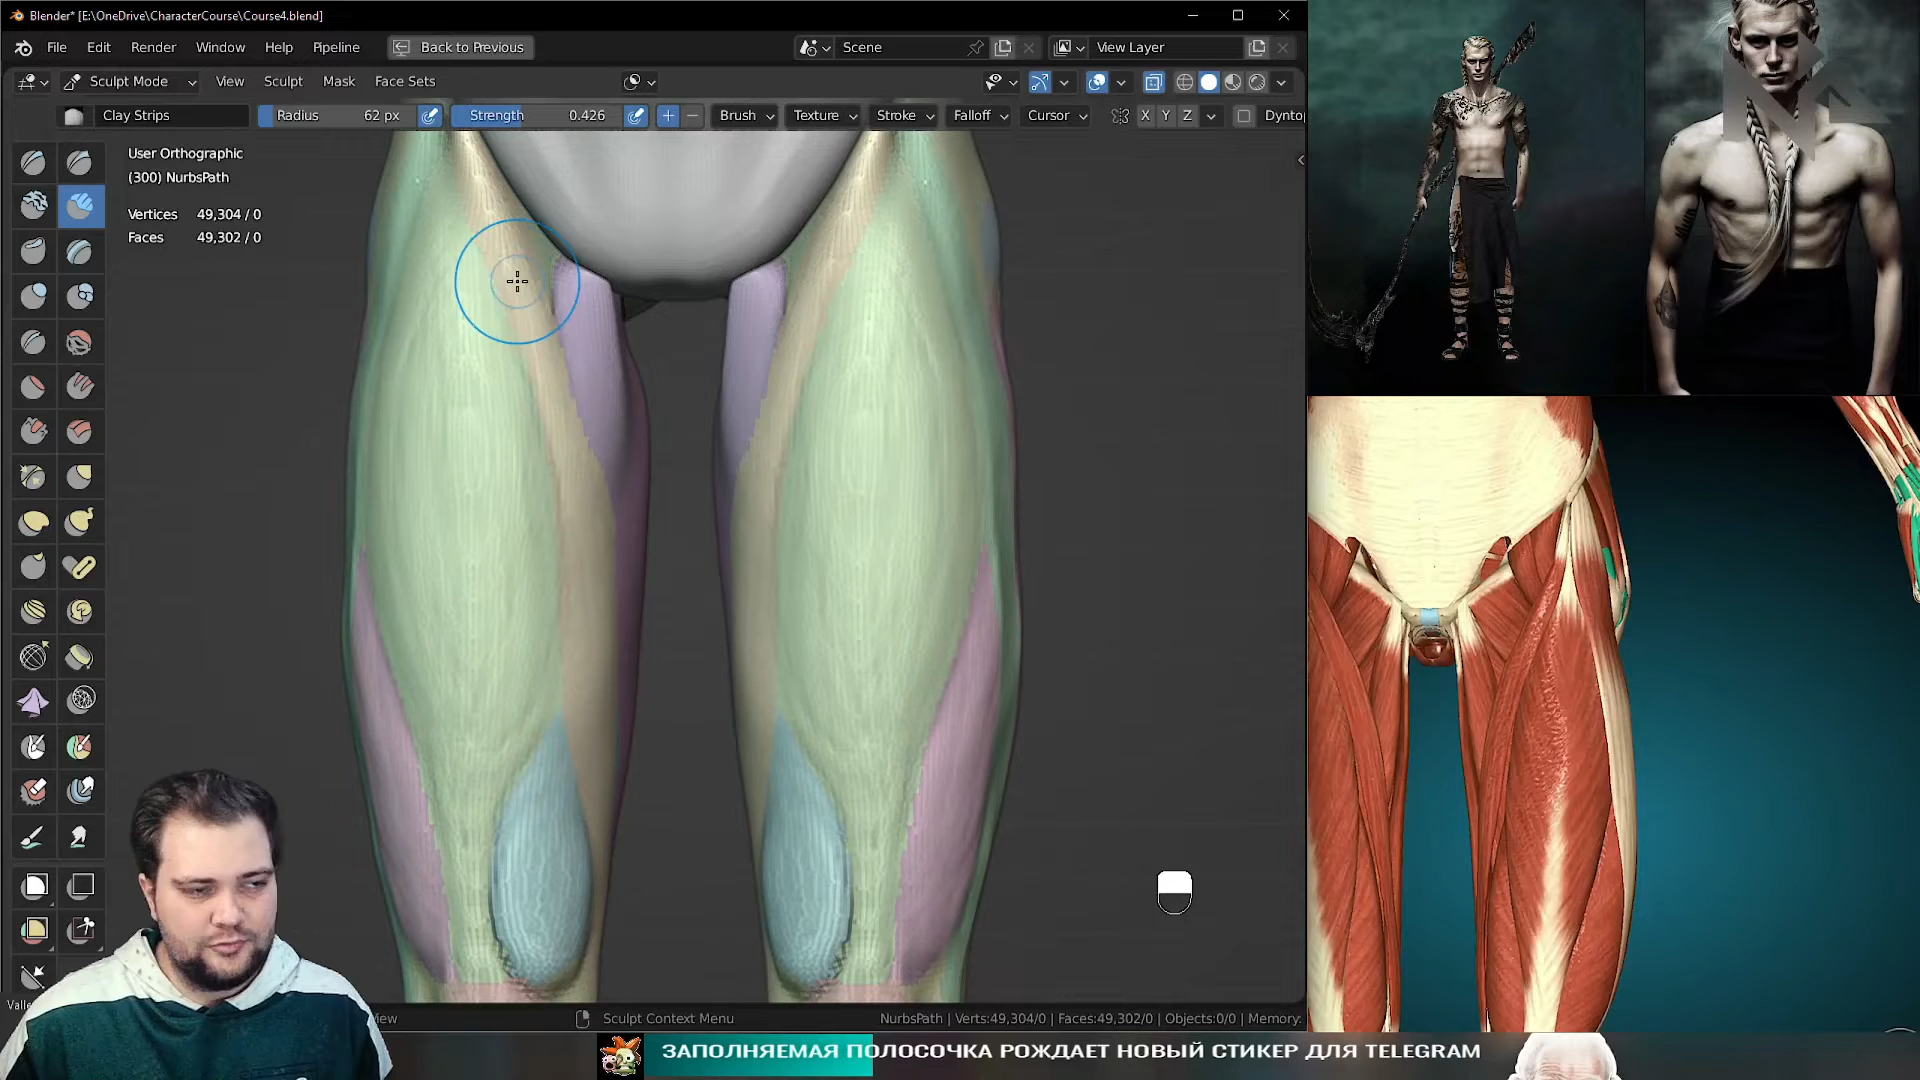 Blender* [E:\OneDrive\CharacterCourse\Course4.blend]
File Edit Render Window Help Pipeline Back to Previous Scene View Layer
Sculpt Mode View Sculpt Mask Face Sets
Clay Strips Radius 62 px Strength 0.426 Brush Texture Stroke Falloff Cursor X Y Z Dyntop
User Orthographic
(300) NurbsPath
Vertices 49,304 / 0
Faces 49,302 / 0
Sculpt Context Menu NurbsPath | Verts:49,304/0 | Faces:49,302/0 | Objects:0/0 | Memory:
ЗАПОЛНЯЕМАЯ ПОЛОСОЧКА РОЖДАЕТ НОВЫЙ СТИКЕР ДЛЯ TELEGRAM